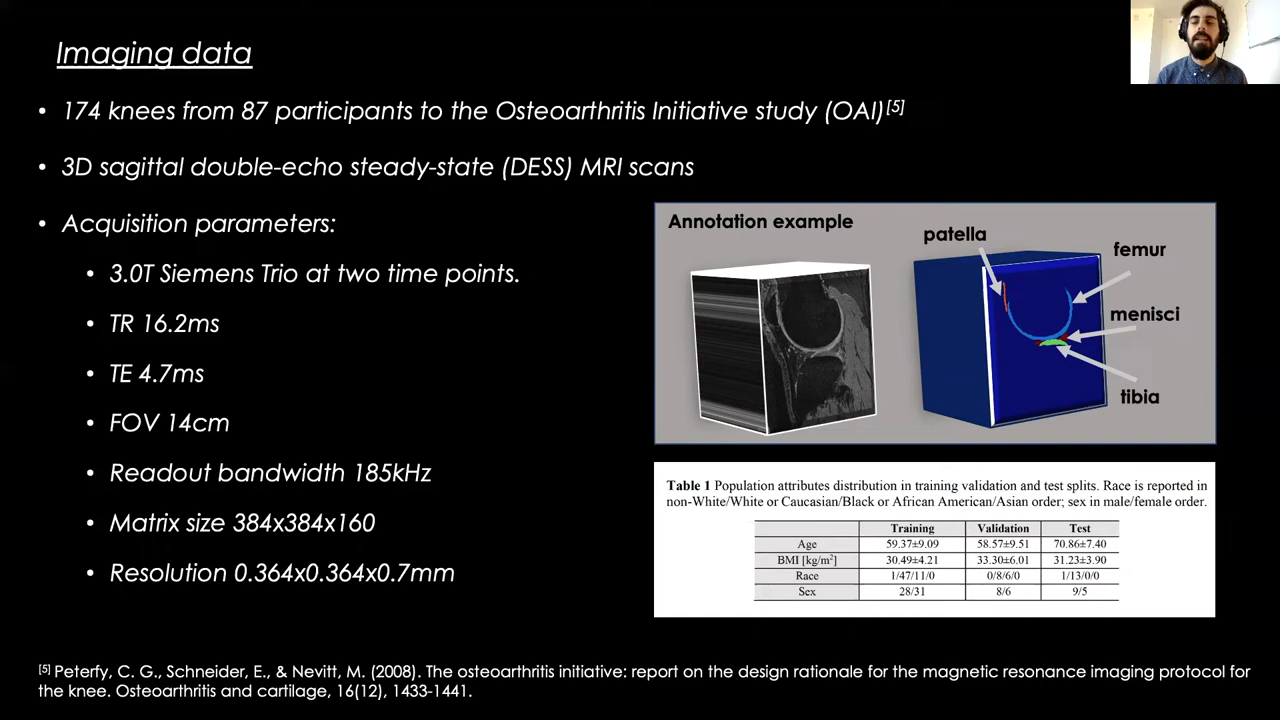 Imaging data
• 174 knees from 87 participants to the Osteoarthritis Initiative study (OAI)[5]
• 3D sagittal double-echo steady-state (DESS) MRI scans
• Acquisition parameters:
• 3.0T Siemens Trio at two time points.
• TR 16.2ms
• TE 4.7ms
• FOV 14cm
• Readout bandwidth 185kHz
• Matrix size 384x384x160
• Resolution 0.364x0.364x0.7mm
Annotation example
patella
femur
menisci
tibia
Table 1 Population attributes distribution in training validation and test splits. Race is reported in
non-White/White or Caucasian/Black or African American/Asian order; sex in male/female order.
Training Validation Test
Age 59.37±9.09 58.57±9.51 70.86±7.40
BMI [kg/m²] 30.49±4.21 33.30±6.01 31.23±3.90
Race 1/47/11/0 0/8/6/0 1/13/0/0
Sex 28/31 8/6 9/5
[5] Peterfy, C. G., Schneider, E., & Nevitt, M. (2008). The osteoarthritis initiative: report on the design rationale for the magnetic resonance imaging protocol for
the knee. Osteoarthritis and cartilage, 16(12), 1433-1441.